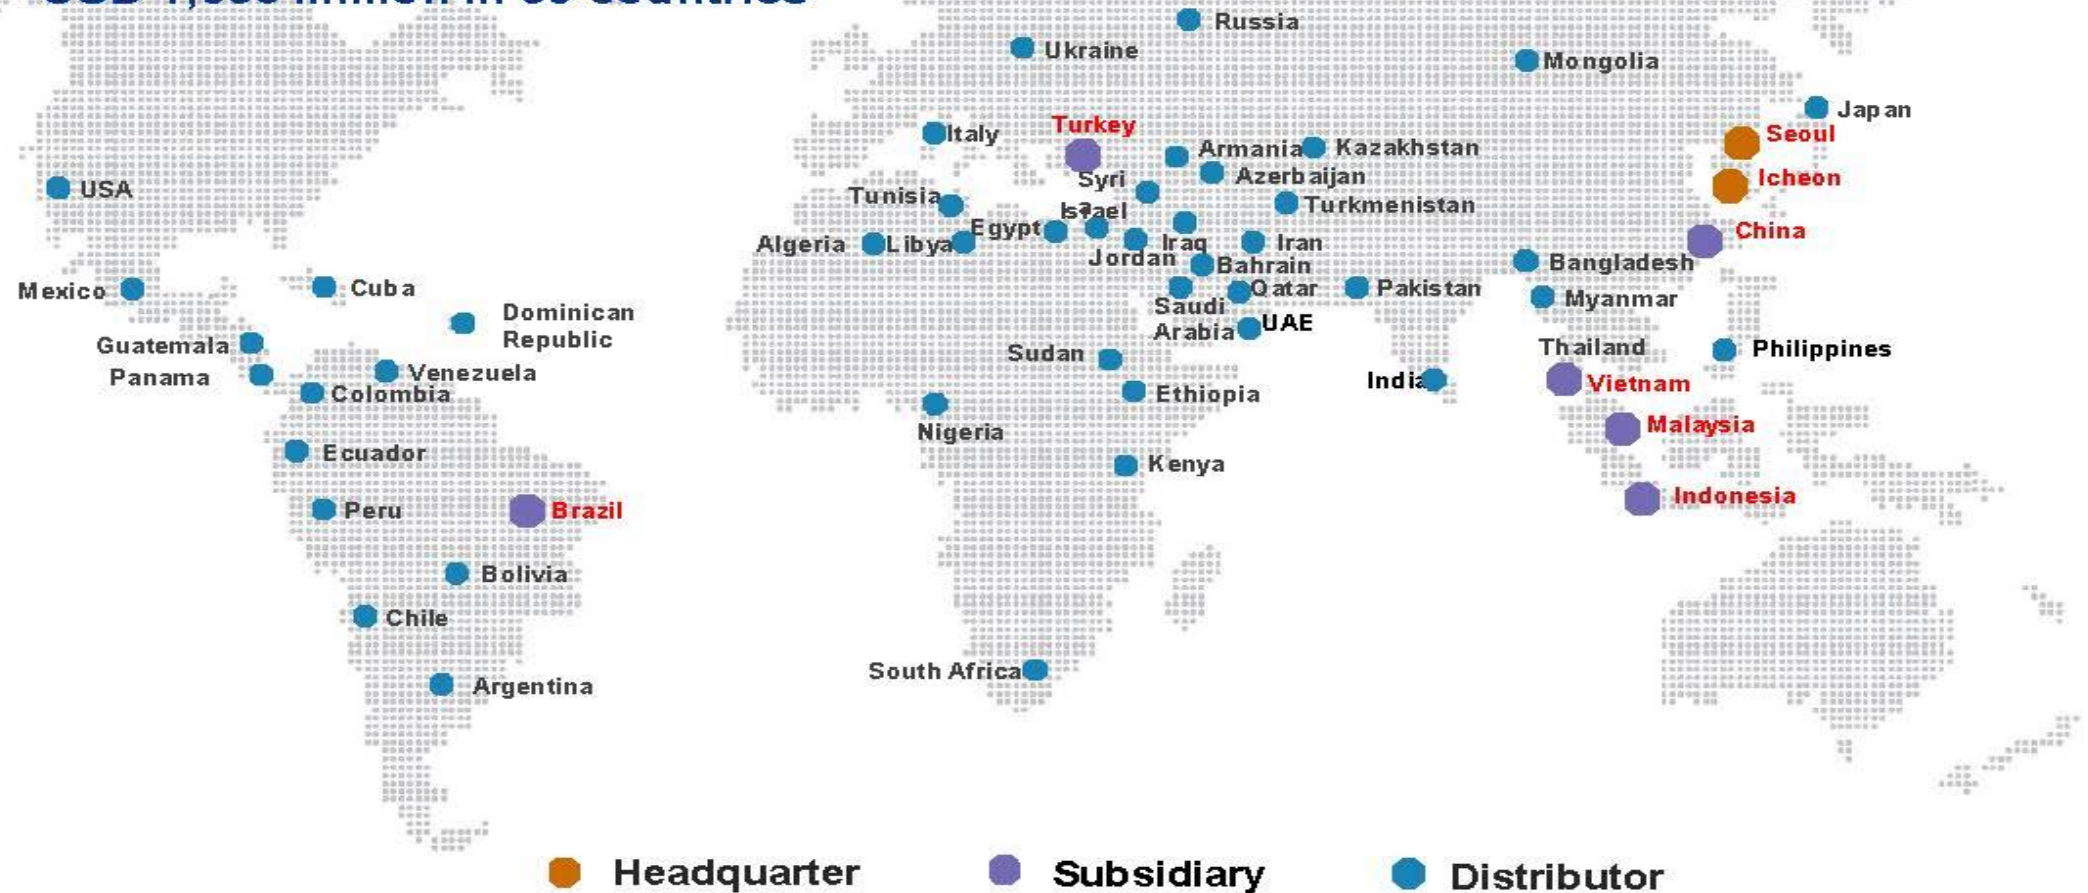 Russia
Ukraine
Mongolia
Japan
Italy
Turkey
Seoul
Armania
Kazakhstan
Icheon
Azerbaijan
Syri
USA
Tunisia
Turkmenistan
Israel
Egypt
China
Algeria
Libya
Iraq
Iran
Jordan
Bahrain
Bangladesh
Mexico
Cuba
Qatar
Pakistan
Myanmar
Saudi
Arabia
Dominican
Republic
UAE
Guatemala
Thailand
Philippines
Sudan
Panama
Venezuela
India
Vietnam
Colombia
Ethiopia
Nigeria
Malaysia
Ecuador
Kenya
Indonesia
Peru
Brazil
Bolivia
Chile
South Africa
Argentina
Headquarter
Subsidiary
Distributor